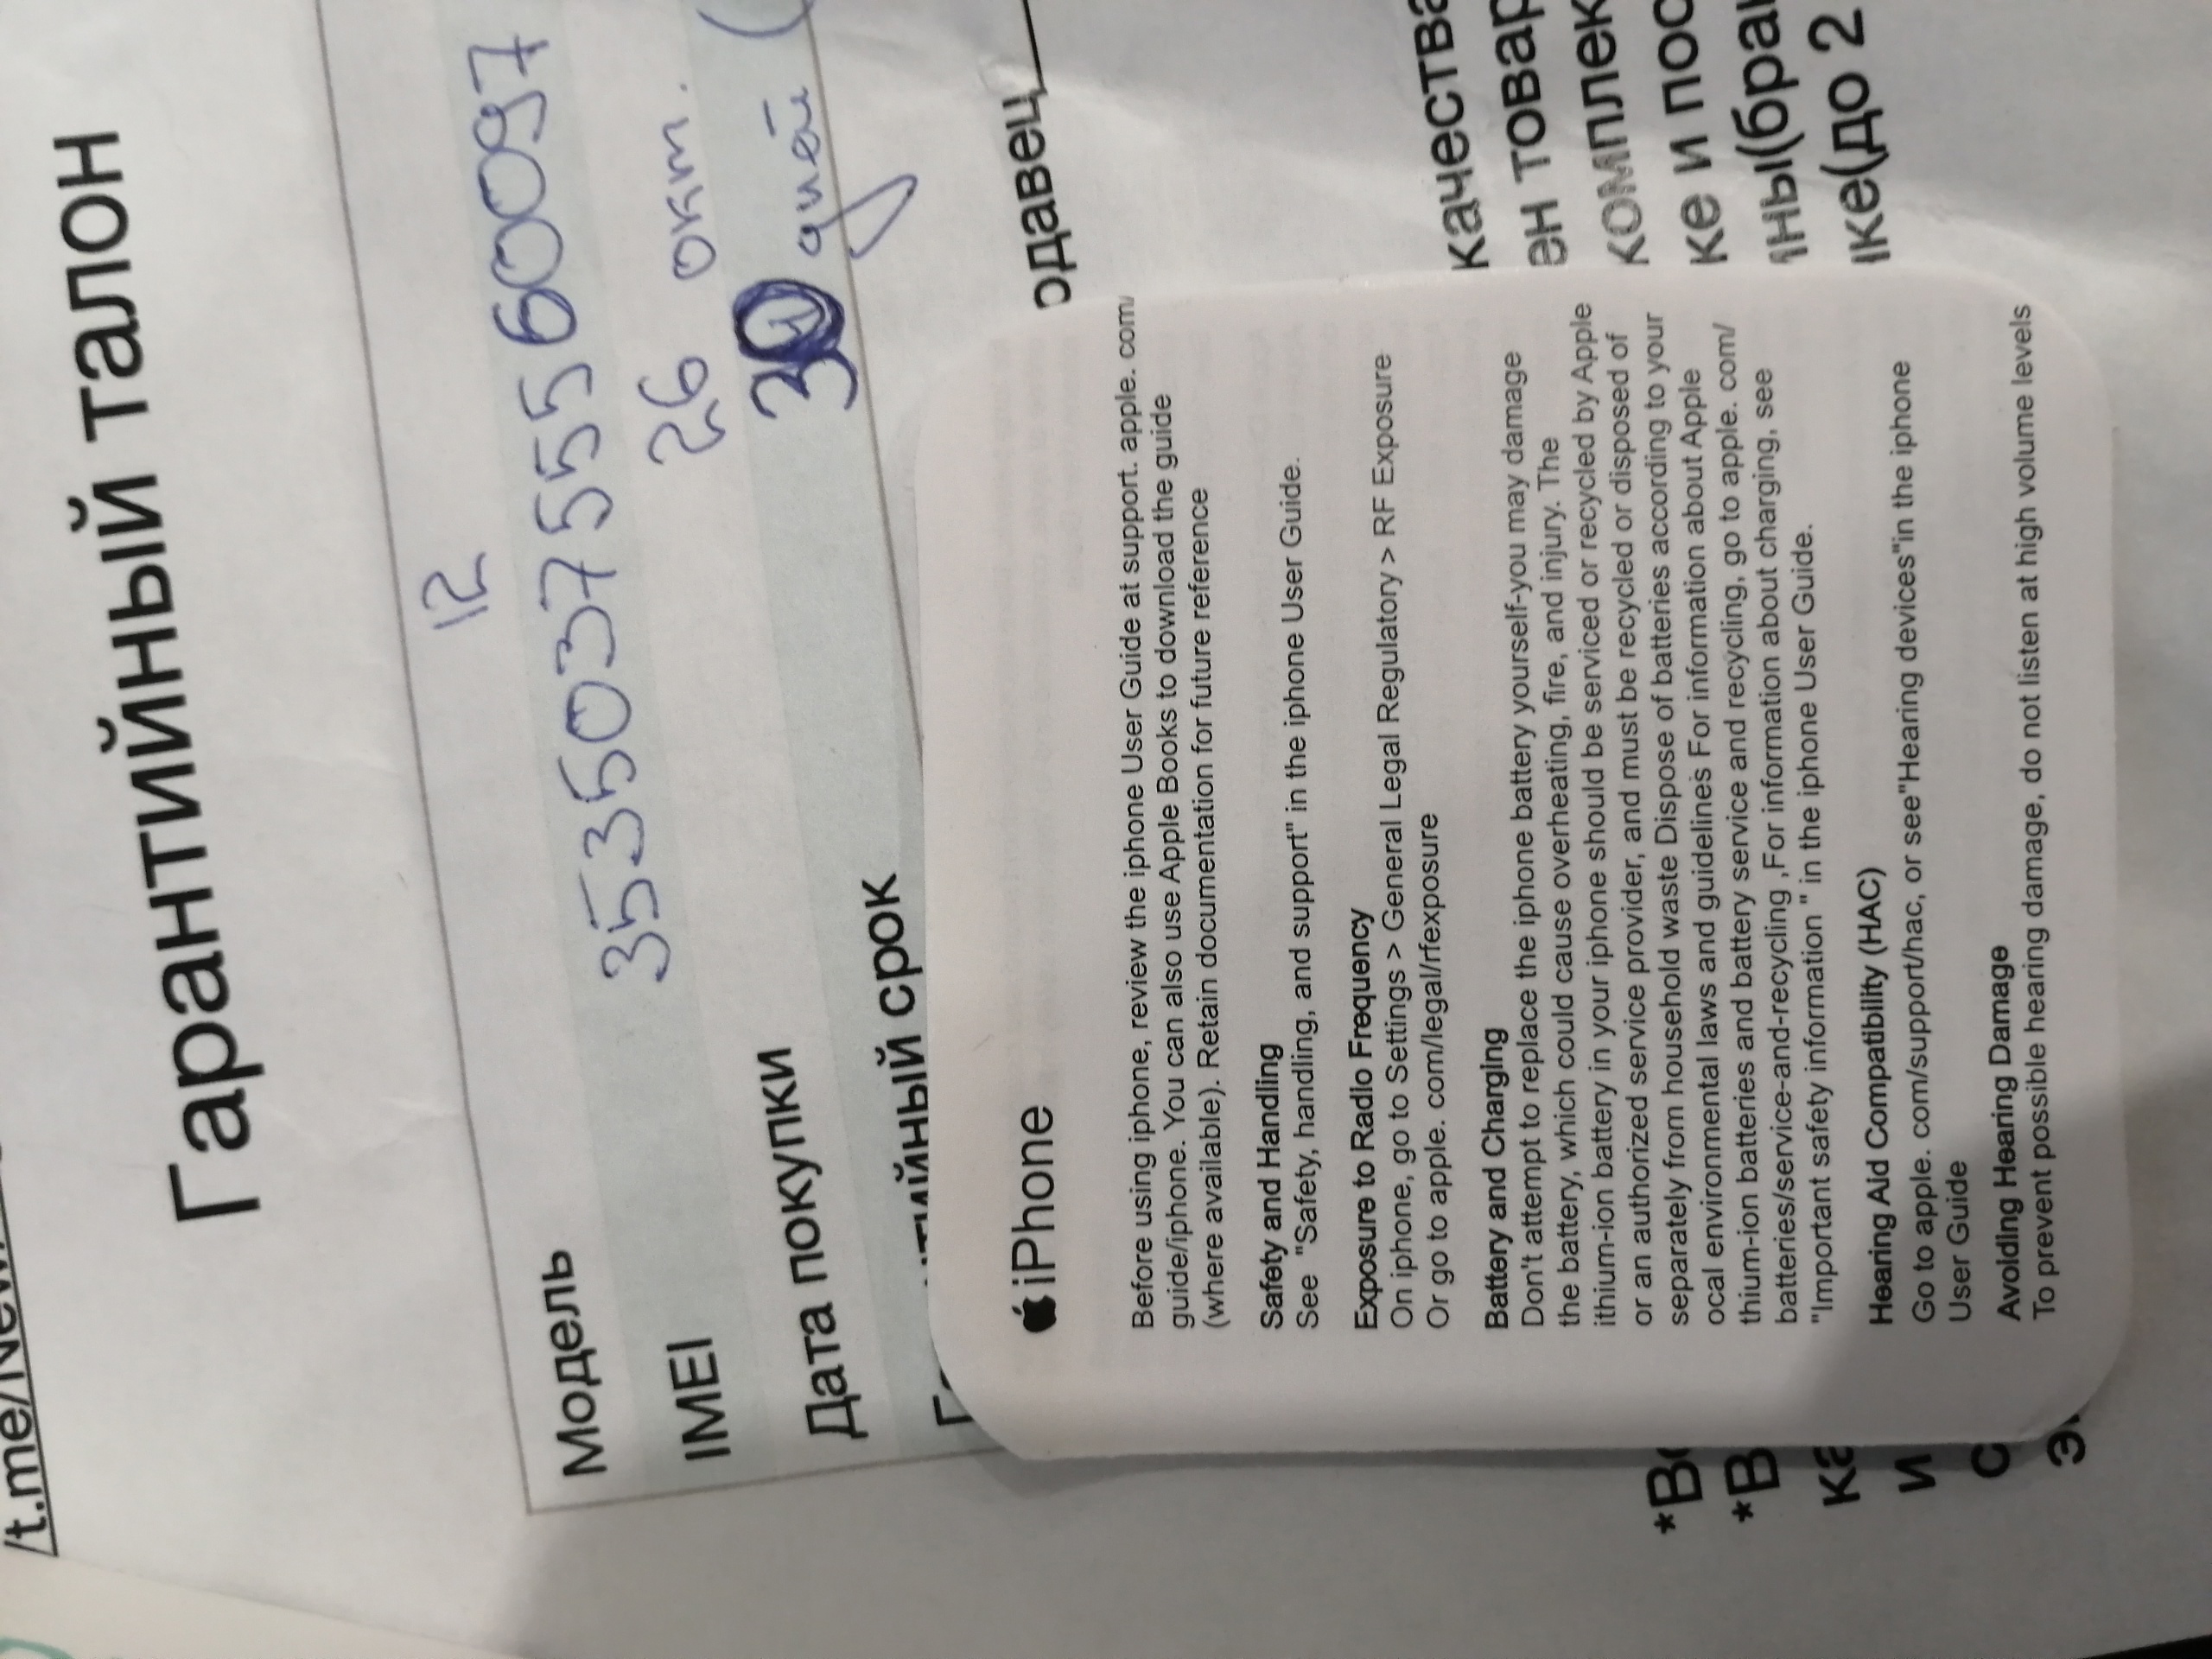 /t.me/New
Гарантийный талон
Модель 12
IMEI 353503755560097
Дата покупки 26 окт.
тийный срок 30 дней (
одавец
iPhone
Before using iphone, review the iphone User Guide at support. apple. com/
guide/iphone. You can also use Apple Books to download the guide
(where available). Retain documentation for future reference
Safety and Handling
See "Safety, handling, and support" in the iphone User Guide.
Exposure to Radio Frequency
On iphone, go to Settings > General Legal Regulatory > RF Exposure
Or go to apple. com/legal/rfexposure
Battery and Charging
Don't attempt to replace the iphone battery yourself-you may damage
the battery, which could cause overheating, fire, and injury. The
ithium-ion battery in your iphone should be serviced or recycled by Apple
or an authorized service provider, and must be recycled or disposed of
separately from household waste Dispose of batteries according to your
ocal environmental laws and guidelines For information about Apple
thium-ion batteries and battery service and recycling, go to apple. com/
batteries/service-and-recycling ,For information about charging, see
"Important safety information " in the iphone User Guide.
Hearing Aid Compatibility (HAC)
Go to apple. com/support/hac, or see"Hearing devices"in the iphone
User Guide
Avoiding Hearing Damage
To prevent possible hearing damage, do not listen at high volume levels
качества
ен товар
комплек
ке и пос
ны(брак
ике(до 2